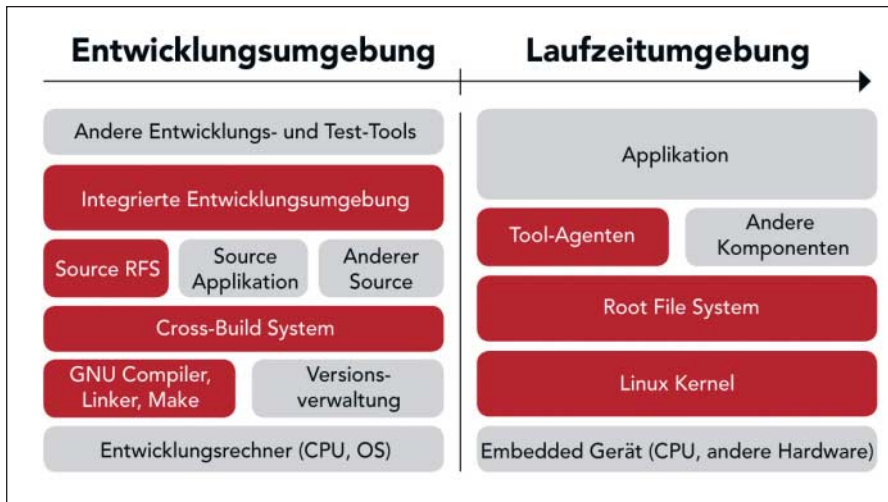 Entwicklungsumgebung
Laufzeitumgebung
Andere Entwicklungs- und Test-Tools
Integrierte Entwicklungsumgebung
Source RFS
Source
Applikation
Anderer
Source
Cross-Build System
GNU Compiler,
Linker, Make
Versions-
verwaltung
Entwicklungsrechner (CPU, OS)
Applikation
Tool-Agenten
Andere
Komponenten
Root File System
Linux Kernel
Embedded Gerät (CPU, andere Hardware)